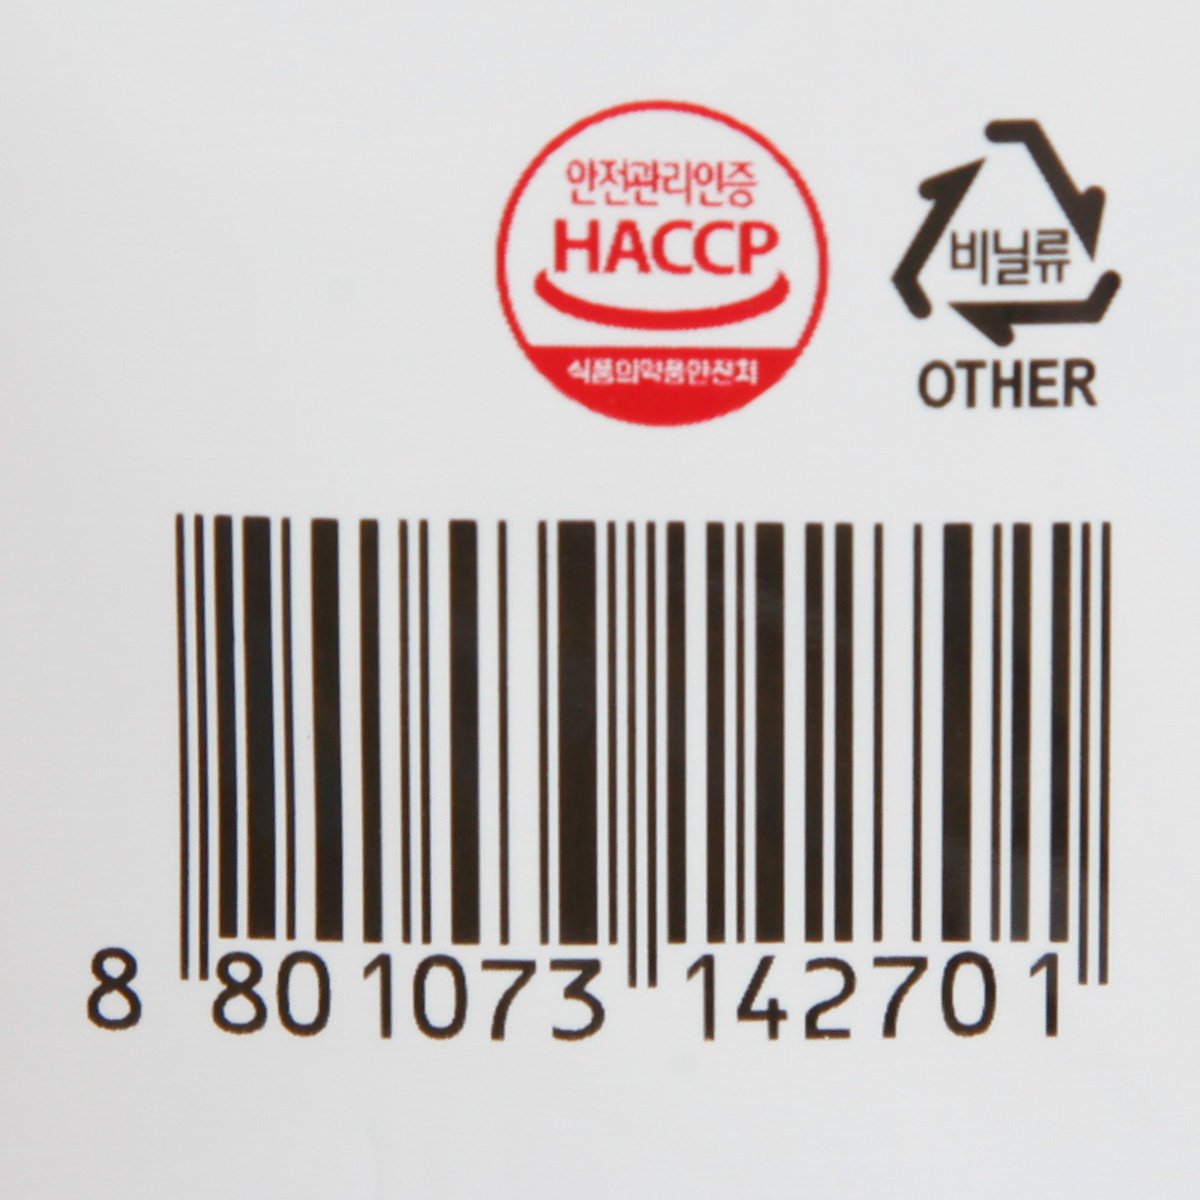 안전관리인증
HACCP
식품의약품안전처
비닐류
OTHER
8 801073 142701